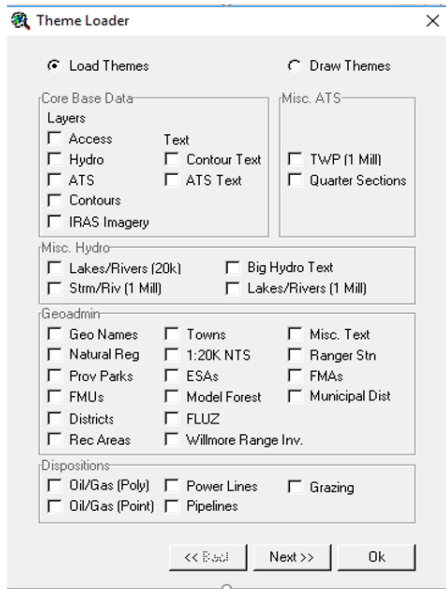 Theme Loader
Load Themes Draw Themes
Core Base Data Misc. ATS
Layers
Access Text
Hydro Contour Text TWP (1 Mill)
ATS ATS Text Quarter Sections
Contours
IRAS Imagery
Misc. Hydro
Lakes/Rivers (20k) Big Hydro Text
Strm/Riv (1 Mill) Lakes/Rivers (1 Mill)
Geoadmin
Geo Names Towns Misc. Text
Natural Reg 1:20K NTS Ranger Stn
Prov Parks ESAs FMAs
FMUs Model Forest Municipal Dist
Districts FLUZ
Rec Areas Willmore Range Inv.
Dispositions
Oil/Gas (Poly) Power Lines Grazing
Oil/Gas (Point) Pipelines
<< Back Next >> Ok